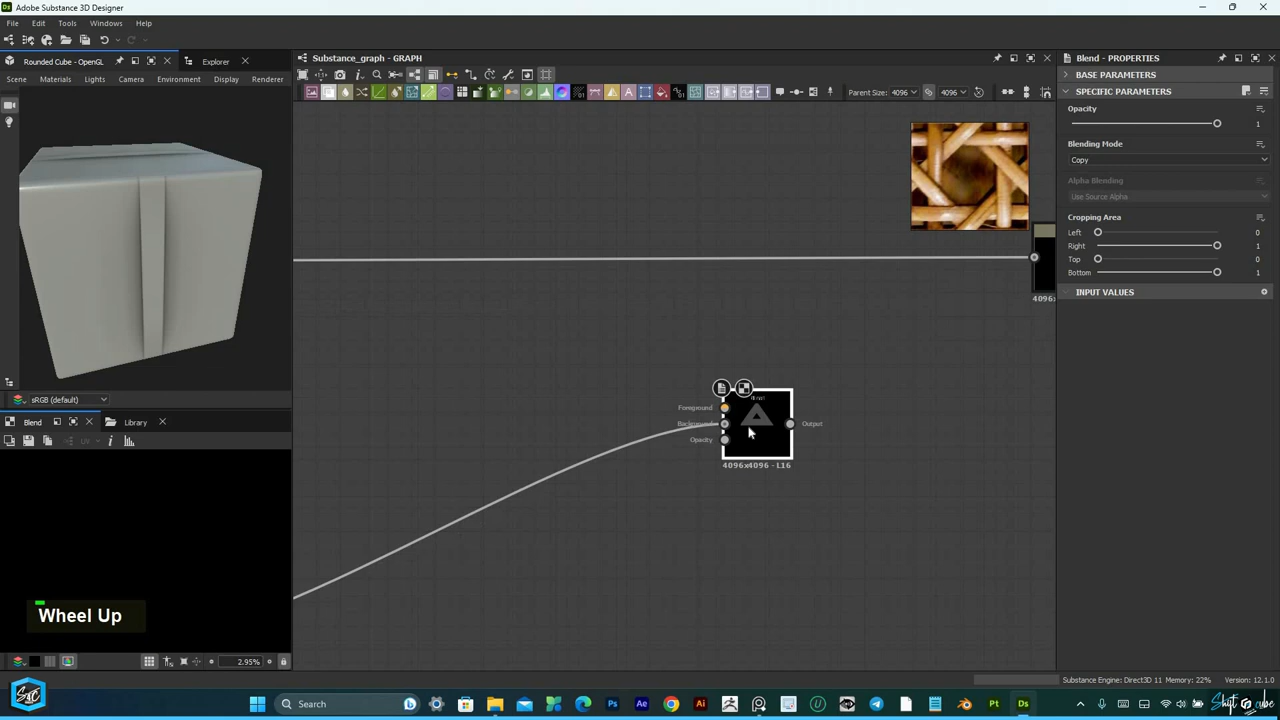 Adobe Substance 3D Designer
File Edit Tools Windows Help
Rounded Cube - OpenGL
Explorer
Scene Materials Lights Camera Environment Display Renderer
sRGB (default)
Blend
Library
Wheel Up
2.95%
Substance_graph - GRAPH
Parent Size: 4096
4096
4096x
Foreground
Background
Opacity
Output
4096x4096 - L16
Blend - PROPERTIES
BASE PARAMETERS
SPECIFIC PARAMETERS
Opacity
1
Blending Mode
Copy
Alpha Blending
Use Source Alpha
Cropping Area
Left 0
Right 1
Top 0
Bottom 1
INPUT VALUES
Substance Engine: Direct3D 11 Memory: 22% Version: 12.1.0
Search